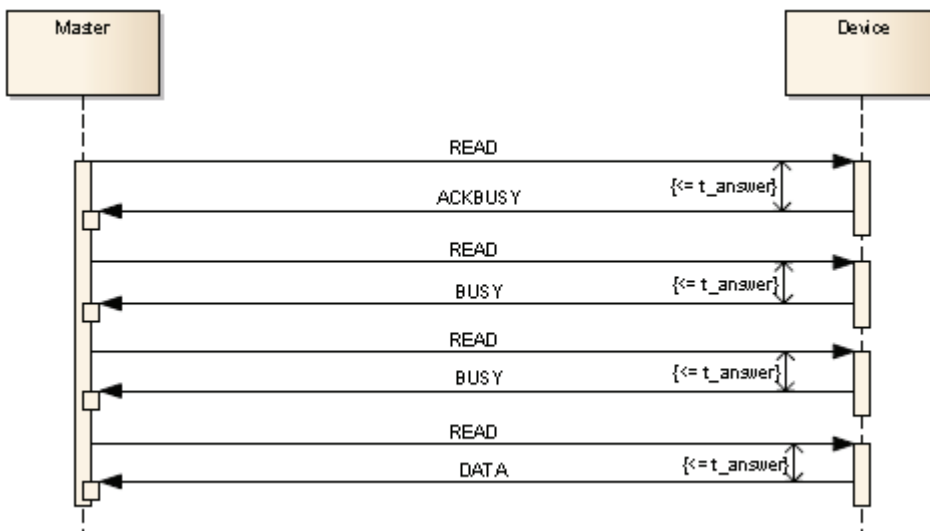 Master
Device
READ
{<= t_answer}
ACKBUSY
READ
{<= t_answer}
BUSY
READ
{<= t_answer}
BUSY
READ
{<= t_answer}
DATA